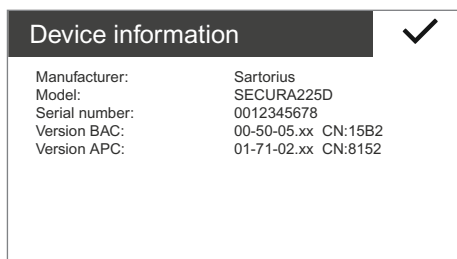 Device information
Manufacturer: Sartorius
Model: SECURA225D
Serial number: 0012345678
Version BAC: 00-50-05.xx CN:15B2
Version APC: 01-71-02.xx CN:8152